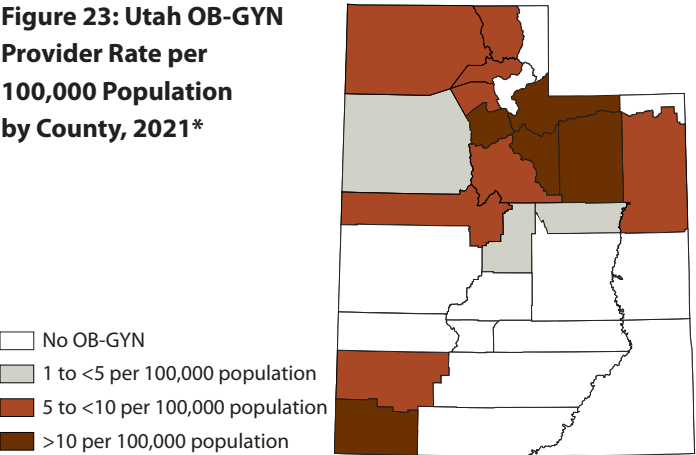 Figure 23: Utah OB-GYN
Provider Rate per
100,000 Population
by County, 2021*
No OB-GYN
1 to <5 per 100,000 population
5 to <10 per 100,000 population
>10 per 100,000 population